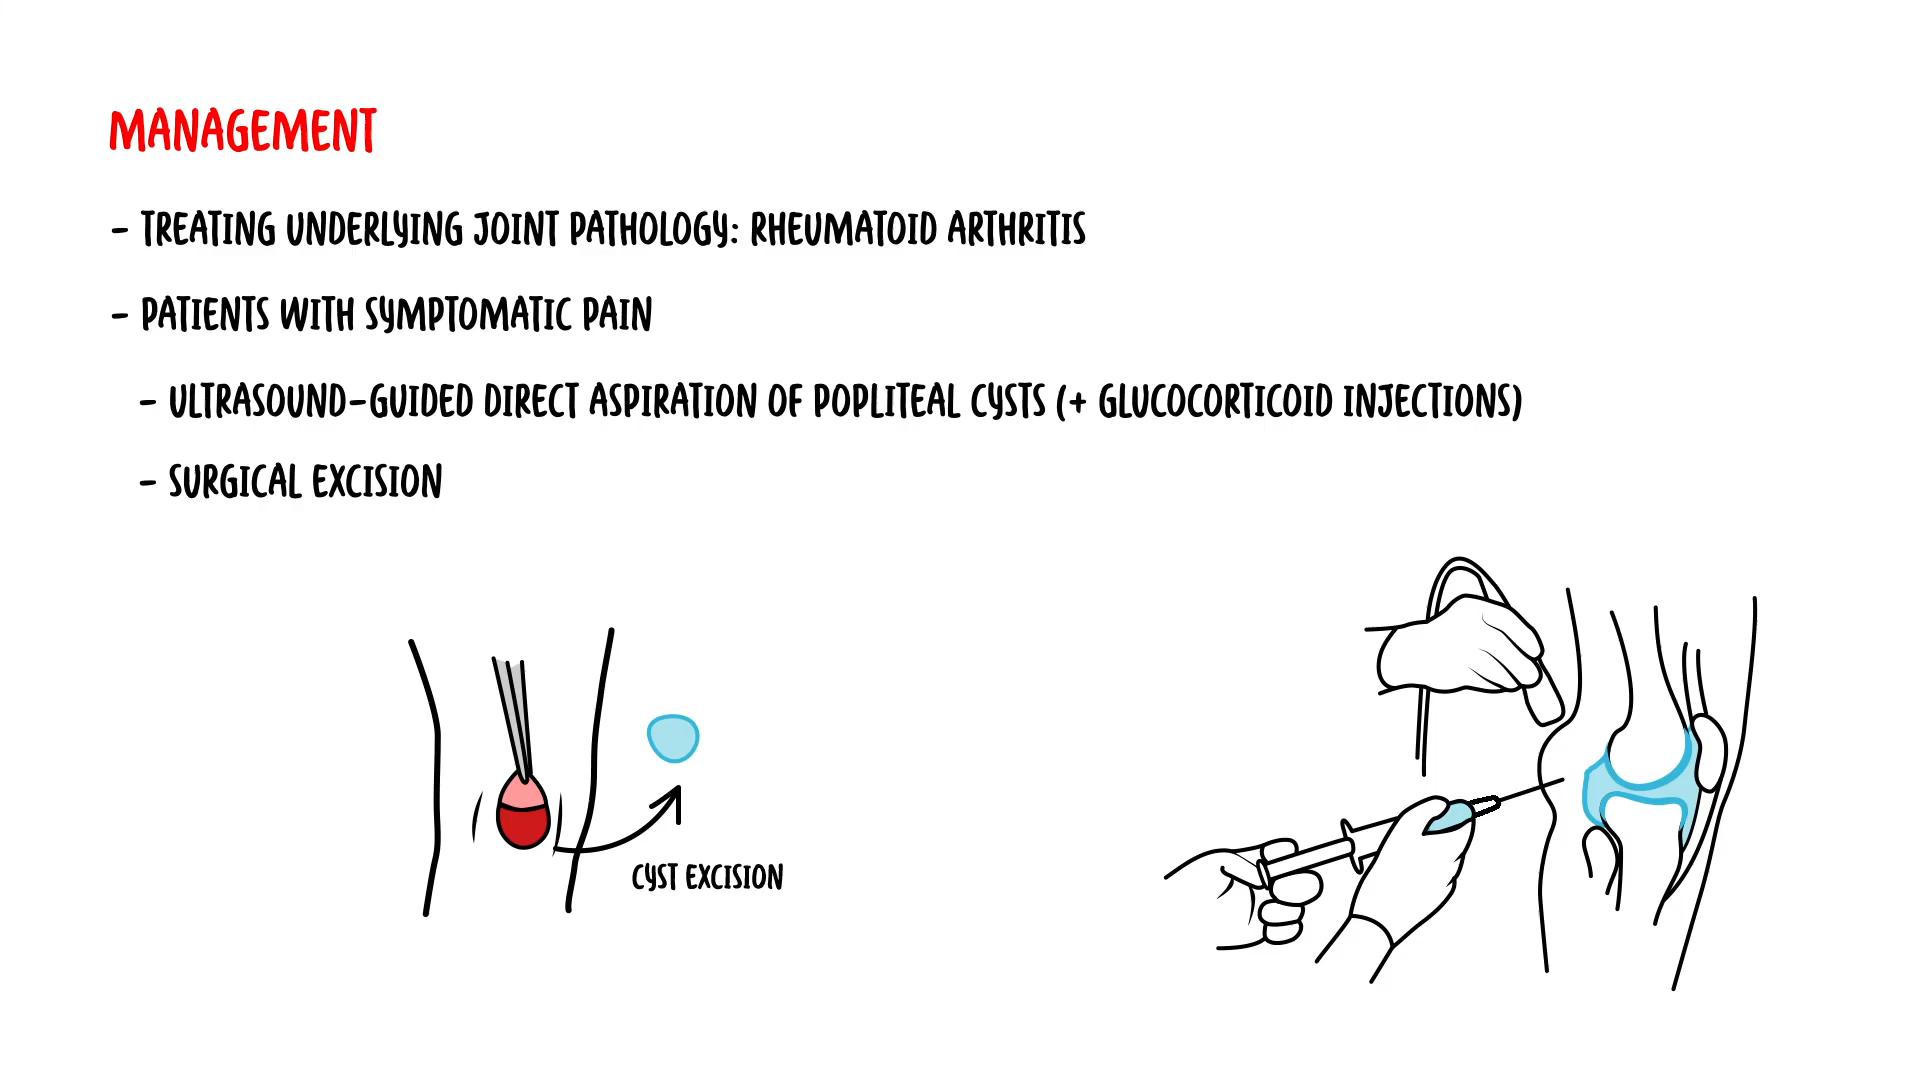 MANAGEMENT
- TREATING UNDERLYING JOINT PATHOLOGY: RHEUMATOID ARTHRITIS
- PATIENTS WITH SYMPTOMATIC PAIN
- ULTRASOUND-GUIDED DIRECT ASPIRATION OF POPLITEAL CYSTS (+ GLUCOCORTICOID INJECTIONS)
- SURGICAL EXCISION
CYST EXCISION